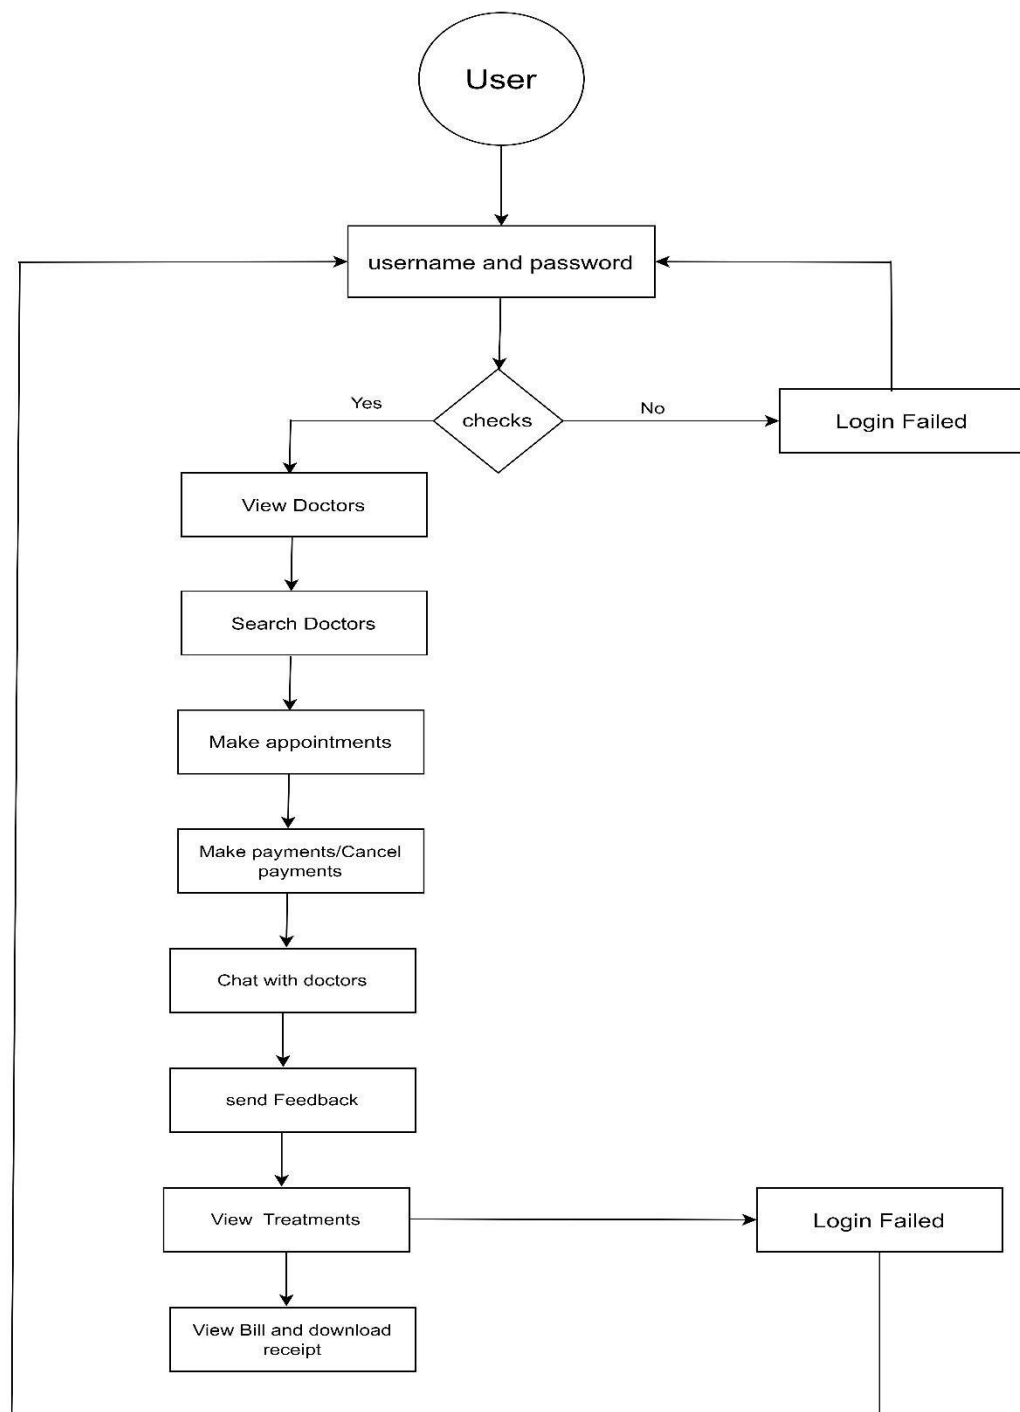 User
username and password
Yes
checks
No
Login Failed
View Doctors
Search Doctors
Make appointments
Make payments/Cancel
payments
Chat with doctors
send Feedback
View Treatments
Login Failed
View Bill and download
receipt